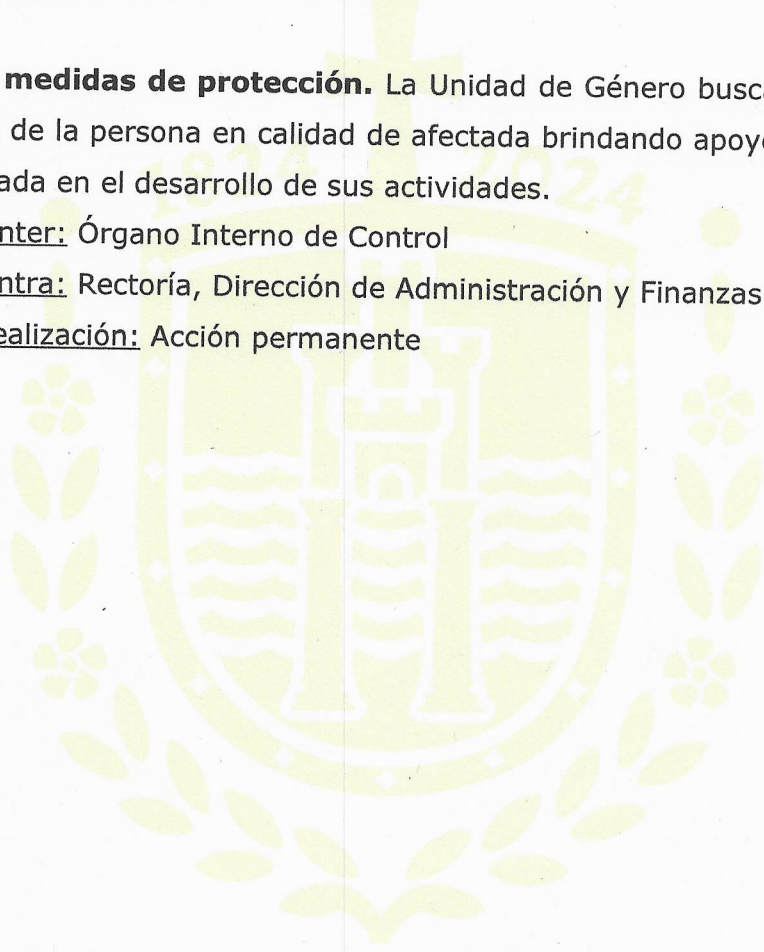 medidas de protección. La Unidad de Género busc
de la persona en calidad de afectada brindando apoy
ada en el desarrollo de sus actividades.
1824 2024
nter: Órgano Interno de Control
ntra: Rectoría, Dirección de Administración y Finanzas
ealización: Acción permanente